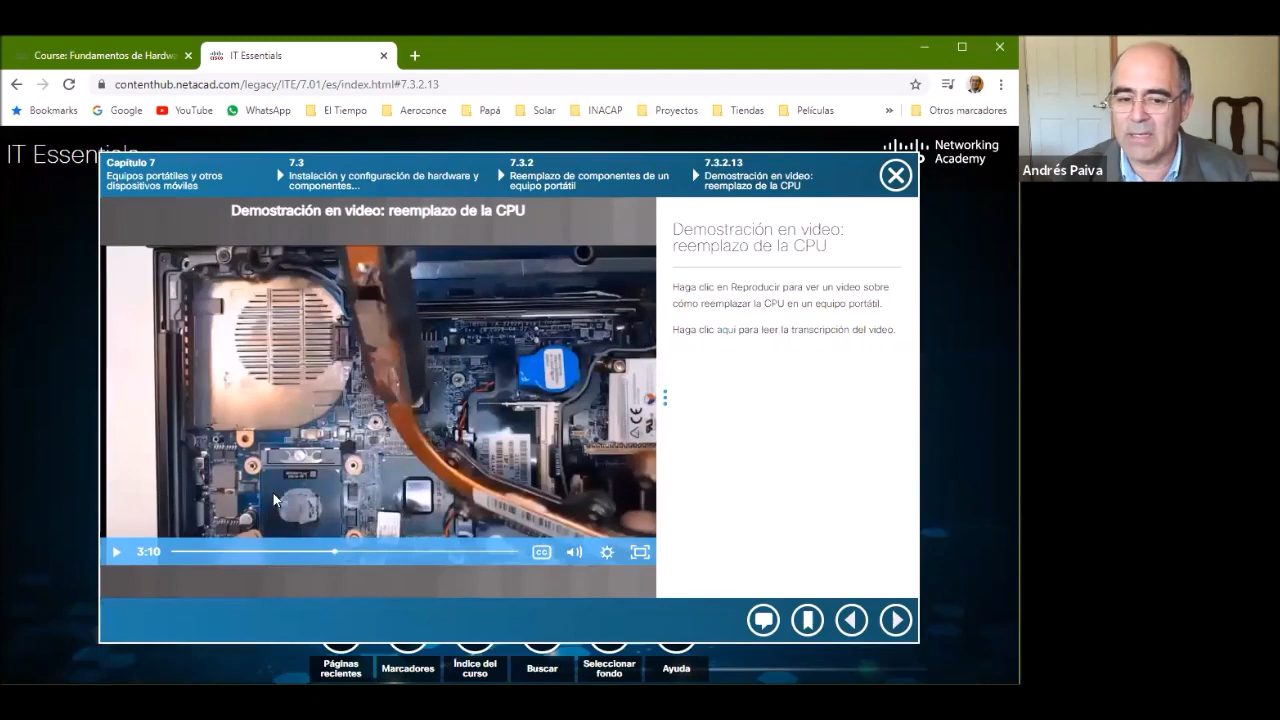 Course: Fundamentos de Hardwa
IT Essentials
contenthub.netacad.com/legacy/ITE/7.01/es/index.html#7.3.2.13
Bookmarks
Google
YouTube
WhatsApp
El Tiempo
Aeroconce
Papá
Solar
INACAP
Proyectos
Tiendas
Películas
»
Otros marcadores
IT Essentials
Networking
Academy
Andrés Paiva
Capítulo 7
Equipos portátiles y otros
dispositivos móviles
7.3
Instalación y configuración de hardware y
componentes...
7.3.2
Reemplazo de componentes de un
equipo portátil
7.3.2.13
Demostración en video:
reemplazo de la CPU
Demostración en video: reemplazo de la CPU
Demostración en video:
reemplazo de la CPU
Haga clic en Reproducir para ver un video sobre
cómo reemplazar la CPU en un equipo portátil.
Haga clic aquí para leer la transcripción del video.
3:10
CC
Páginas
recientes
Marcadores
Índice del
curso
Buscar
Seleccionar
fondo
Ayuda